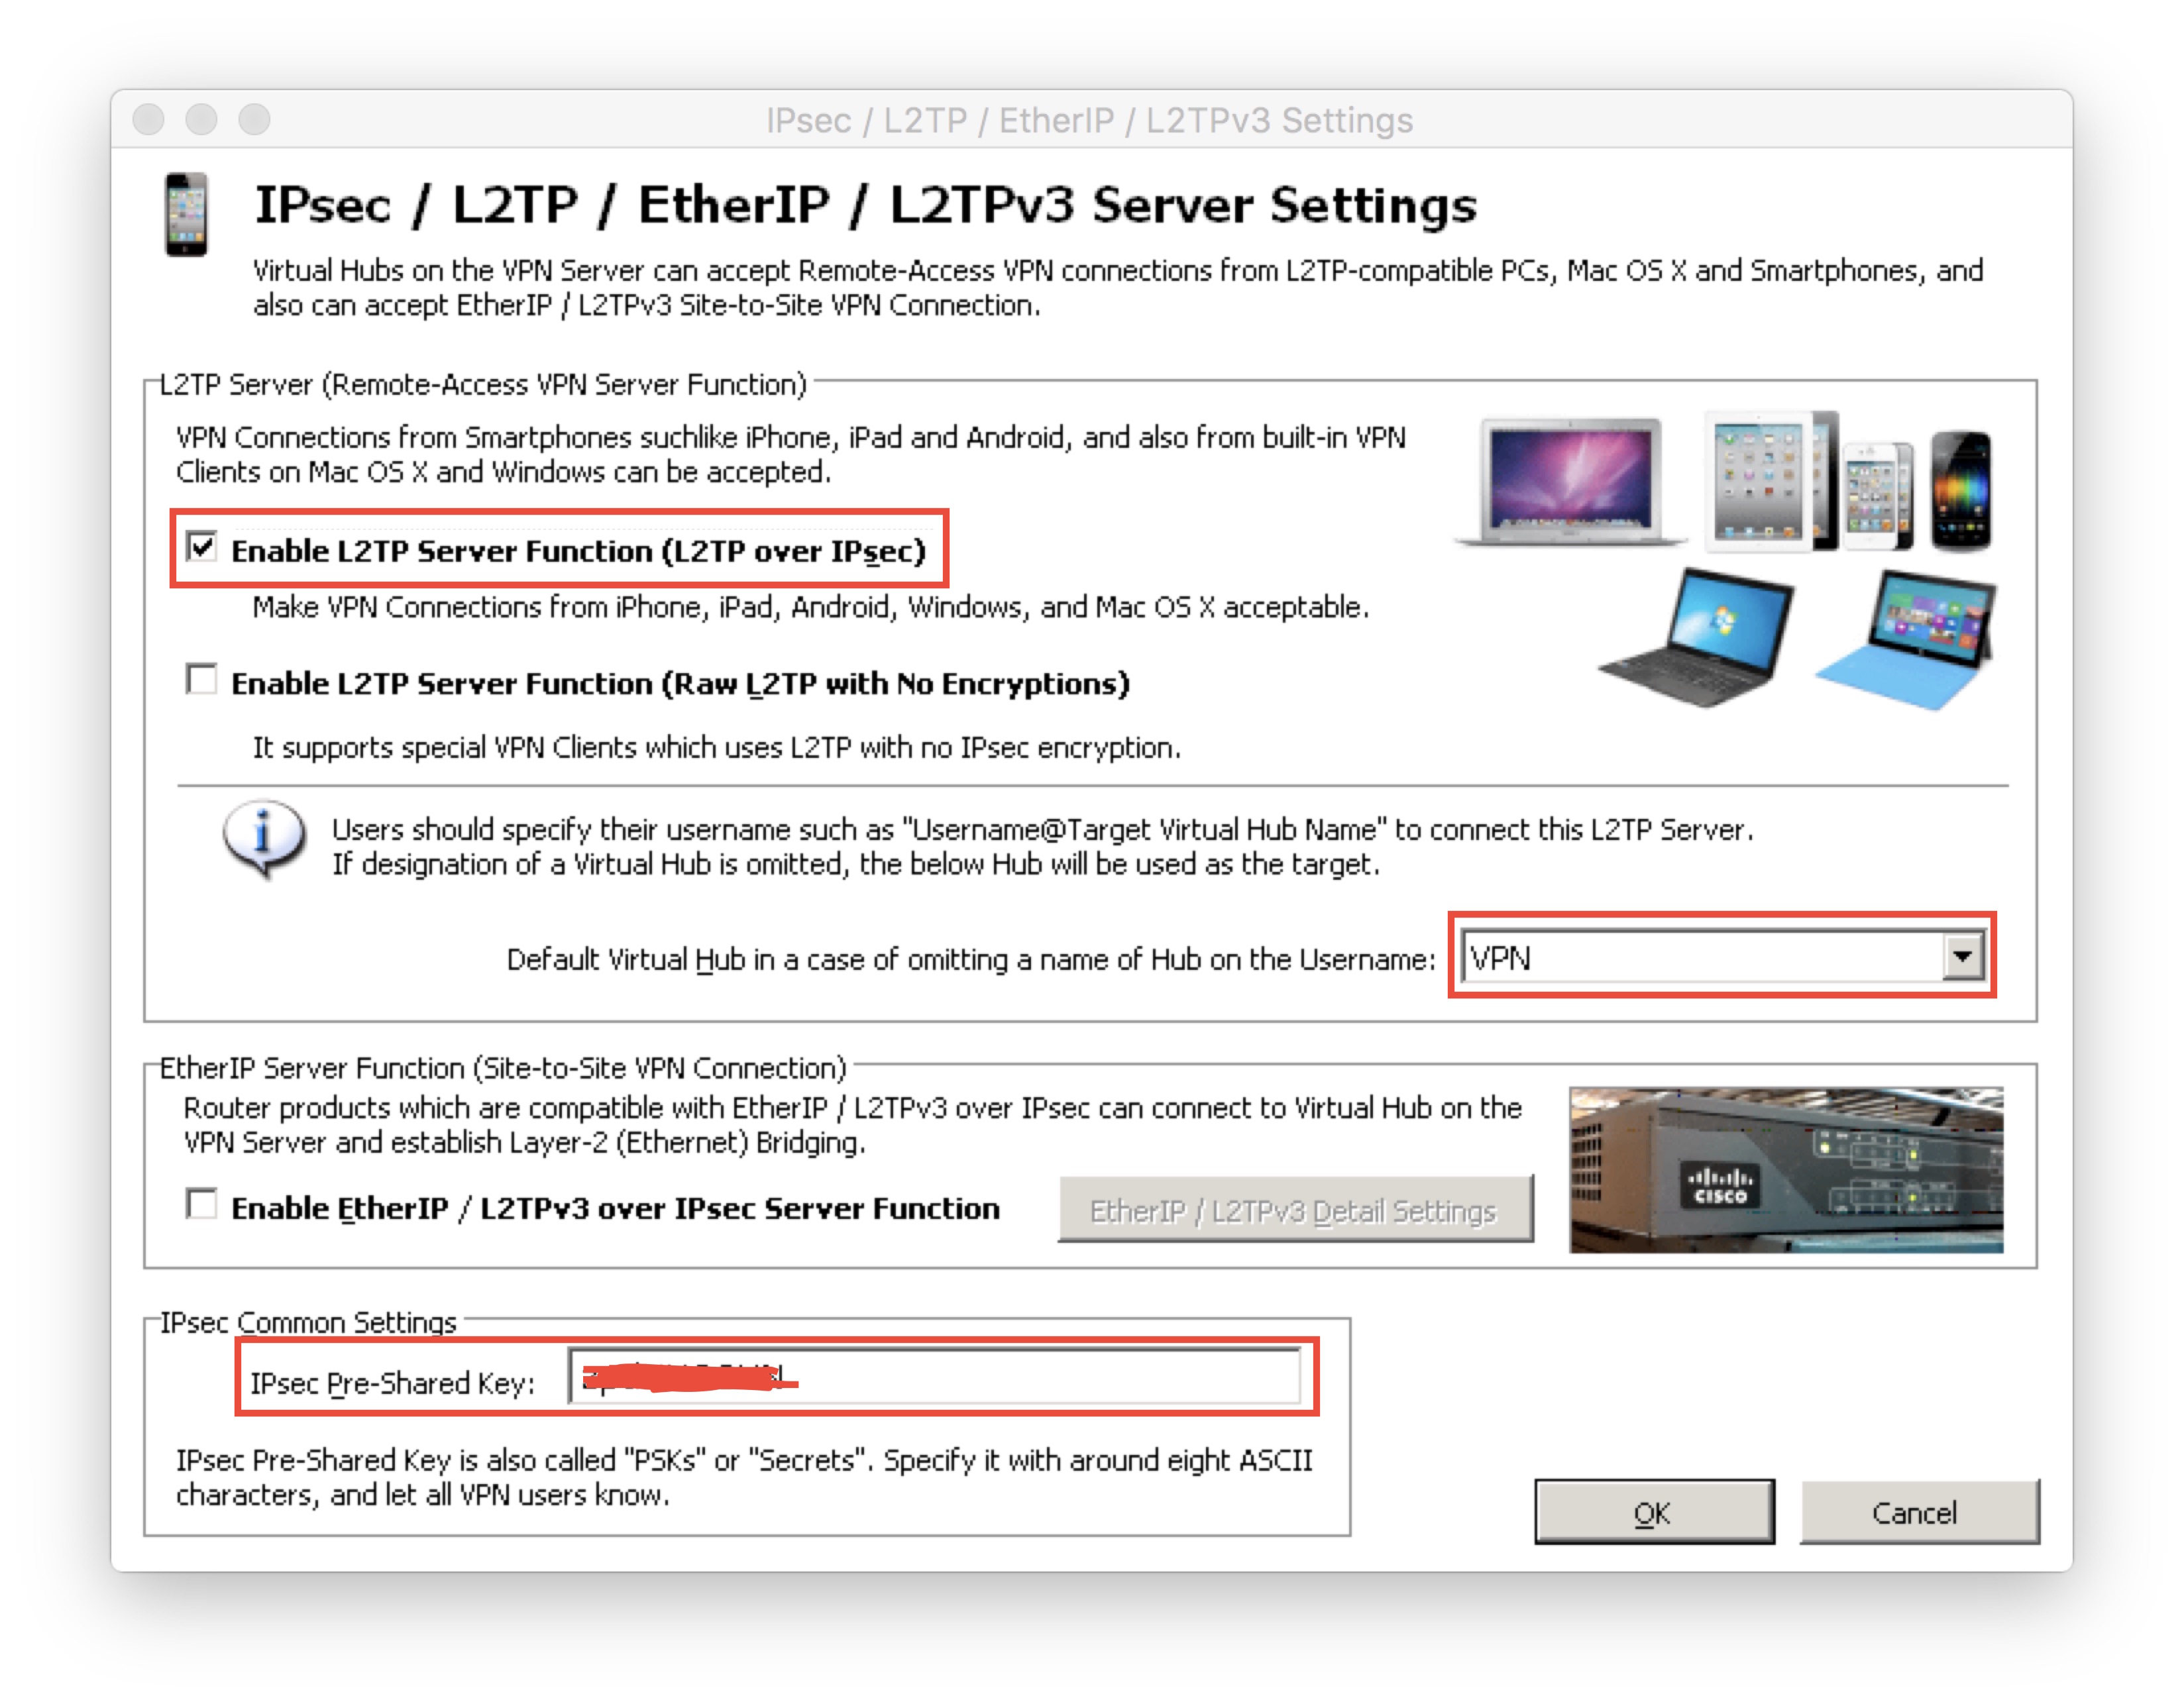 IPsec / L2TP / EtherIP / L2TPv3 Settings
IPsec / L2TP / EtherIP / L2TPv3 Server Settings
Virtual Hubs on the VPN Server can accept Remote-Access VPN connections from L2TP-compatible PCs, Mac OS X and Smartphones, and
also can accept EtherIP / L2TPv3 Site-to-Site VPN Connection.
L2TP Server (Remote-Access VPN Server Function)
VPN Connections from Smartphones suchlike iPhone, iPad and Android, and also from built-in VPN
Clients on Mac OS X and Windows can be accepted.
Enable L2TP Server Function (L2TP over IPsec)
Make VPN Connections from iPhone, iPad, Android, Windows, and Mac OS X acceptable.
Enable L2TP Server Function (Raw L2TP with No Encryptions)
It supports special VPN Clients which uses L2TP with no IPsec encryption.
Users should specify their username such as "Username@Target Virtual Hub Name" to connect this L2TP Server.
If designation of a Virtual Hub is omitted, the below Hub will be used as the target.
Default Virtual Hub in a case of omitting a name of Hub on the Username: VPN
EtherIP Server Function (Site-to-Site VPN Connection)
Router products which are compatible with EtherIP / L2TPv3 over IPsec can connect to Virtual Hub on the
VPN Server and establish Layer-2 (Ethernet) Bridging.
Enable EtherIP / L2TPv3 over IPsec Server Function
EtherIP / L2TPv3 Detail Settings
CISCO
IPsec Common Settings
IPsec Pre-Shared Key:
IPsec Pre-Shared Key is also called "PSKs" or "Secrets". Specify it with around eight ASCII
characters, and let all VPN users know.
OK
Cancel